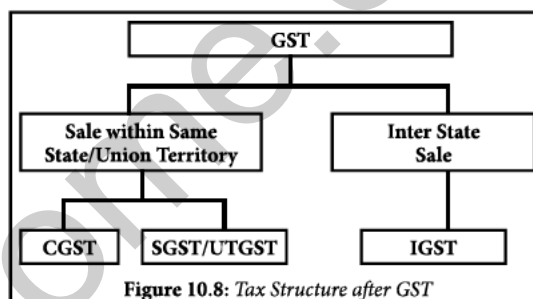 GST
Sale within Same
State/Union Territory
Inter State
Sale
CGST
SGST/UTGST
IGST
Figure 10.8: Tax Structure after GST